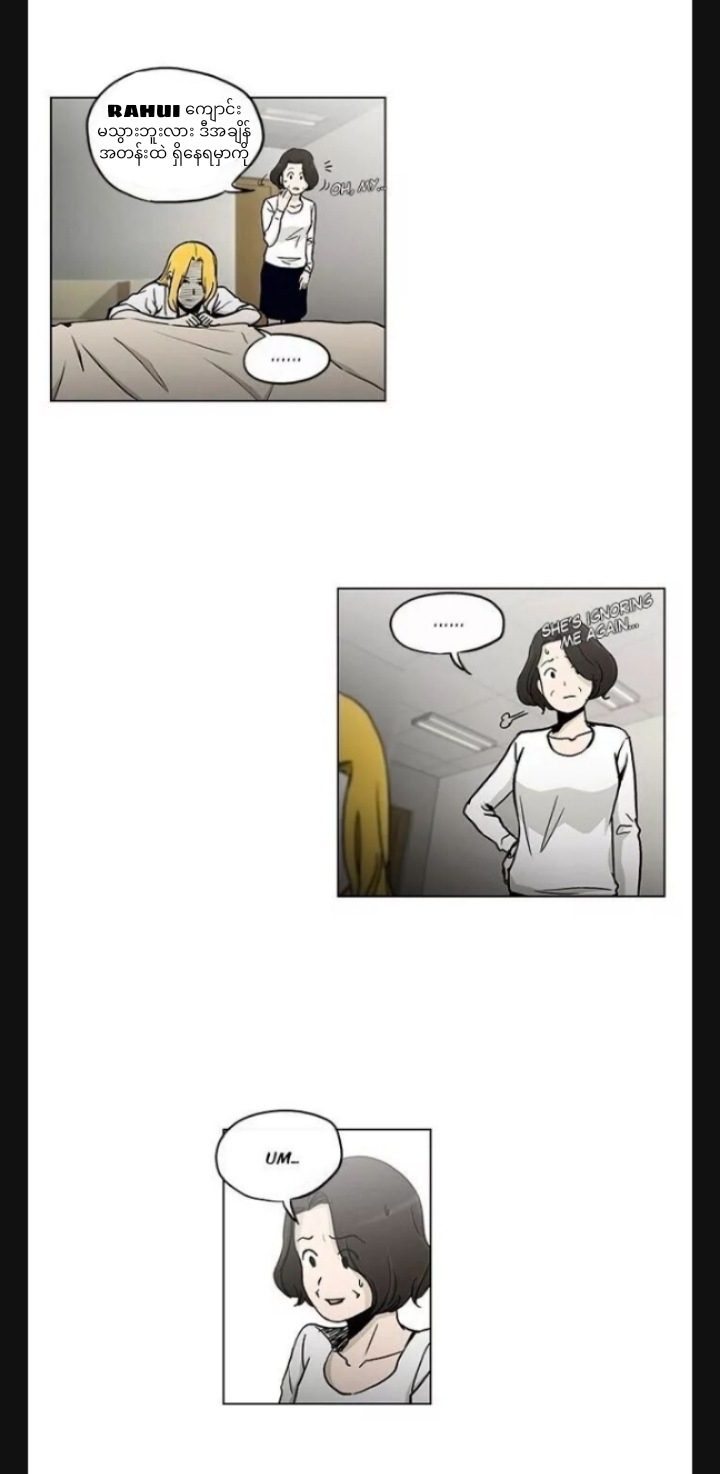 RAHUI ကျောင်း
မသွားဘူးလား ဒီအချိန်
အတန်းထဲ ရှိနေရမှာကို
OH, MY...
......
......
SHE'S IGNORING
ME AGAIN...
UM...